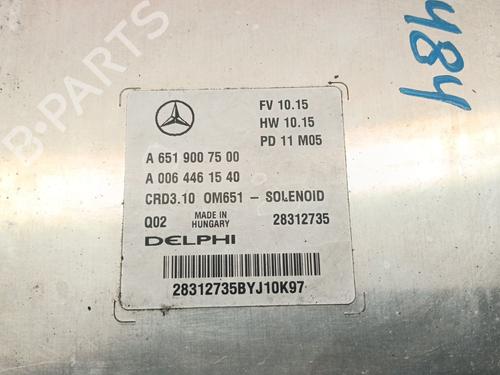 484
B-PARTS
FV 10.15
HW 10.15
PD 11 M05
A 651 900 75 00
A 006 446 15 40
CRD3.10 OM651 - SOLENOID
Q02 MADE IN HUNGARY 28312735
DELPHI
28312735BYJ10K97